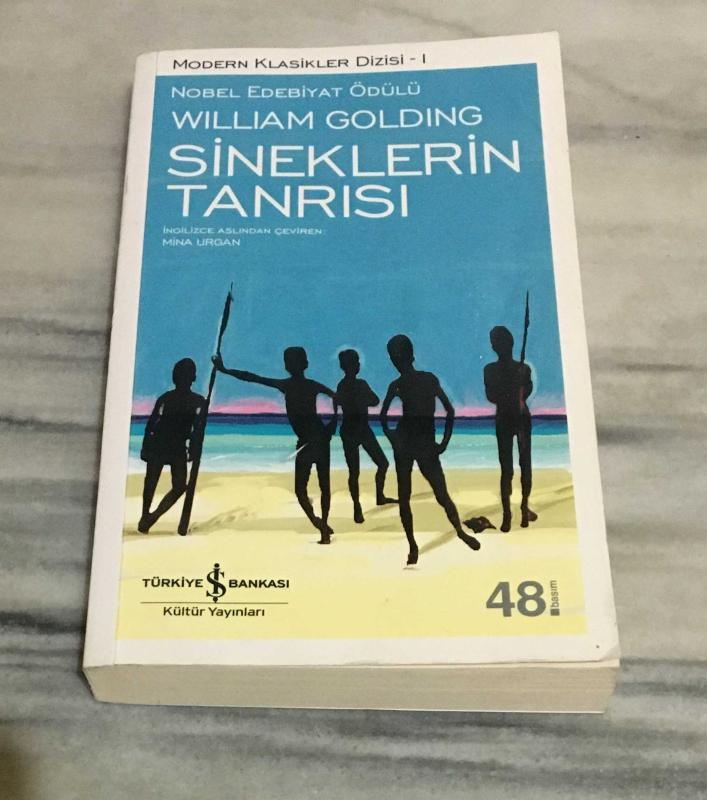 MODERN KLASİKLER DİZİSİ - I
NOBEL EDEBİYAT ÖDÜLÜ
WILLIAM GOLDING
SİNEKLERİN
TANRISI
İNGİLİZCE ASLINDAN ÇEVİREN:
MİNA URGAN
TÜRKİYE İŞ BANKASI
Kültür Yayınları
48.
basım